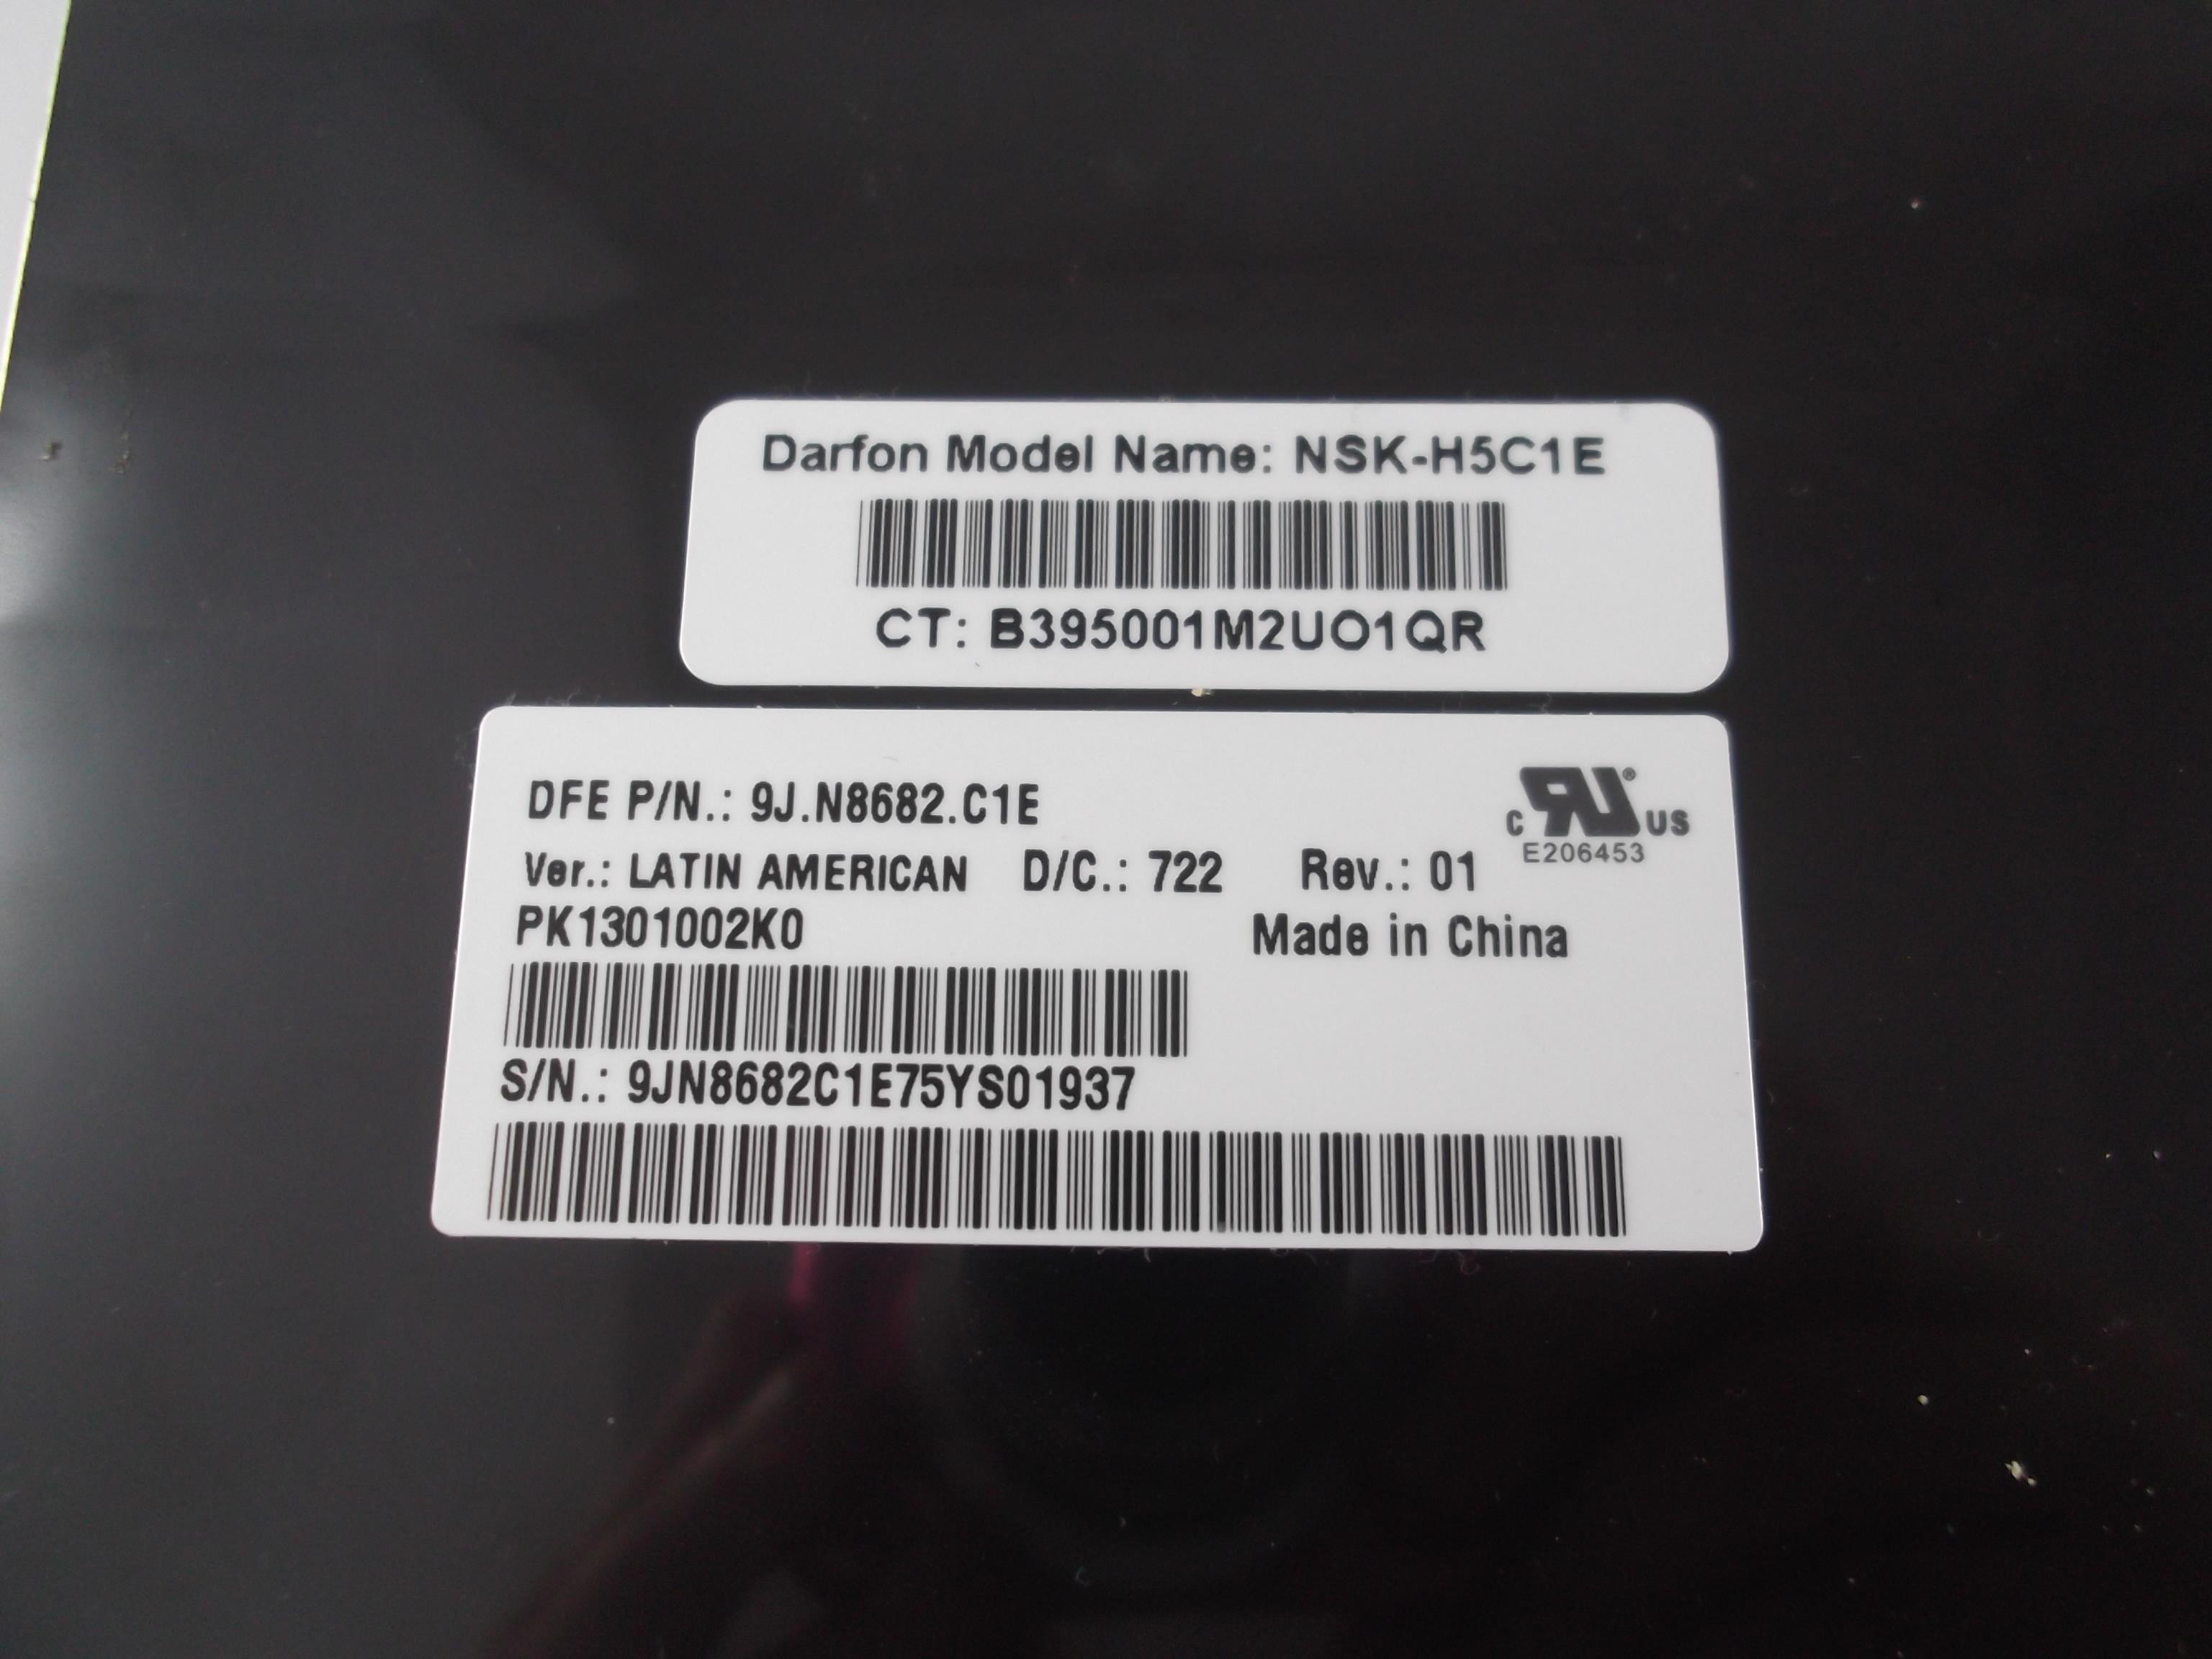 Darfon Model Name: NSK-H5C1E
CT: B395001M2UO1QR
DFE P/N.: 9J.N8682.C1E
c RU® US
E206453
Ver.: LATIN AMERICAN D/C.: 722 Rev.: 01
PK1301002K0 Made in China
S/N.: 9JN8682C1E75YS01937